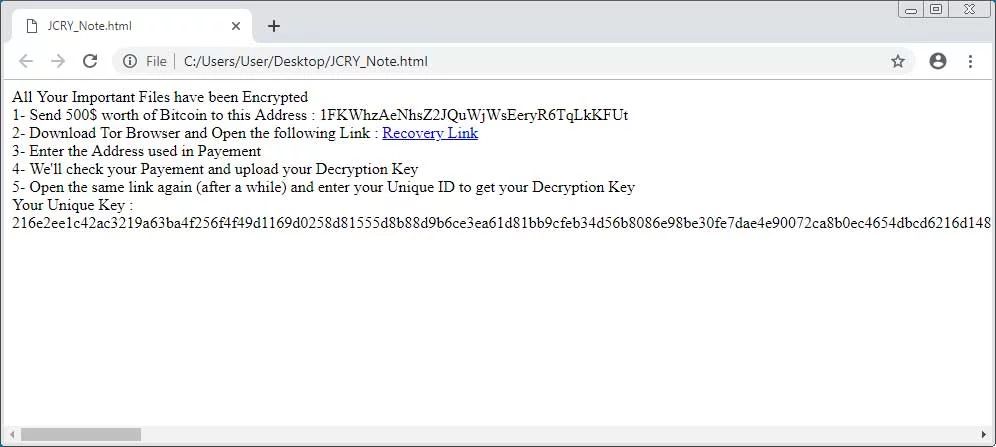 JCRY_Note.html
File
C:/Users/User/Desktop/JCRY_Note.html
All Your Important Files have been Encrypted
1- Send 500$ worth of Bitcoin to this Address : 1FKWhzAeNhsZ2JQuWjWsEeryR6TqLkKFUt
2- Download Tor Browser and Open the following Link : Recovery Link
3- Enter the Address used in Payement
4- We'll check your Payement and upload your Decryption Key
5- Open the same link again (after a while) and enter your Unique ID to get your Decryption Key
Your Unique Key :
216e2ee1c42ac3219a63ba4f256f4f49d1169d0258d81555d8b88d9b6ce3ea61d81bb9cfeb34d56b8086e98be30fe7dae4e90072ca8b0ec4654dbcd6216d148